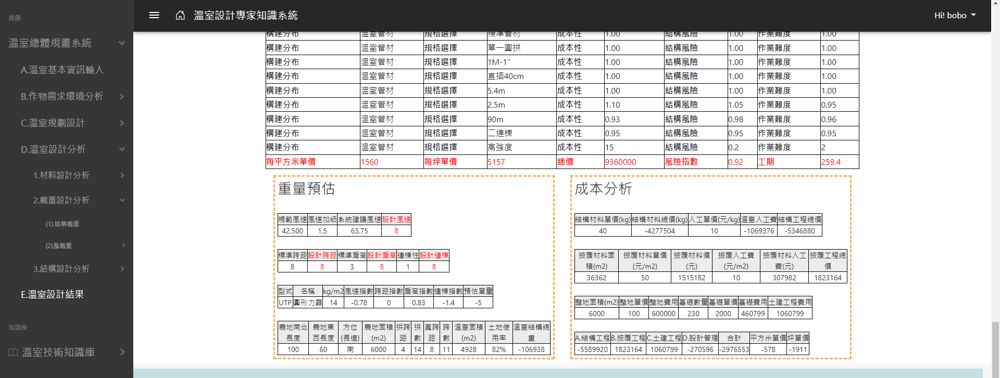 規劃
溫室總體規畫系統
A.溫室基本資訊輸入
B.作物需求環境分析
C.溫室規劃設計
D.溫室設計分析
1.材料設計分析
2.載重設計分析
(1).結構載重
(2)風載重
3.結構設計分析
E.溫室設計結果
知識庫
溫室技術知識庫
溫室設計專家知識系統
Hi! bobo
構建分布 溫室管材 規格選擇 標準管材 成本性 1.00 結構風險 1.00 作業難度 1.00
構建分布 溫室管材 規格選擇 單一圓拱 成本性 1.00 結構風險 1.00 作業難度 1.00
構建分布 溫室管材 規格選擇 1M-1" 成本性 1.00 結構風險 1.00 作業難度 1.00
構建分布 溫室管材 規格選擇 直插40cm 成本性 1.00 結構風險 1.00 作業難度 1.00
構建分布 溫室管材 規格選擇 5.4m 成本性 1.00 結構風險 1.00 作業難度 1.00
構建分布 溫室管材 規格選擇 2.5m 成本性 1.10 結構風險 1.05 作業難度 0.95
構建分布 溫室管材 規格選擇 90m 成本性 0.93 結構風險 0.98 作業難度 0.96
構建分布 溫室管材 規格選擇 二連棟 成本性 0.95 結構風險 0.95 作業難度 0.95
構建分布 溫室管材 規格選擇 高強度 成本性 15 結構風險 0.2 作業難度 2
每平方米單價 1560 每坪單價 5157 總價 9360000 風險指數 0.92 工期 259.4
重量預估
規範風速 風速加級 系統建議風速 設計風速
42.500 1.5 63.75 8
標準跨距 設計跨距 標準肩高 設計肩高 連棟性 設計連棟
8 8 3 8 1 8
型式 名稱 kg/m2 風速指數 跨距指數 肩高指數 連棟指數 預估單量
UTP 圓形力霸 14 -0.78 0 0.83 -1.4 -5
農地南北 農地東 方位 農地面積 拱跨 拱 寬跨 跨 溫室面積 土地使 溫室結構總
長度 西長度 (長邊) (m2) 距 數 距 數 (m2) 用率 重
100 60 南 6000 4 14 8 11 4928 82% -106938
成本分析
結構材料單價(kg) 結構材料總價(kg) 人工單價(元/kg) 溫室人工費 結構工程總價
40 -4277504 10 -1069376 -5346880
披覆材料面 披覆材料單價 披覆材料價 披覆人工費 披覆材料人工 披覆工程總
積(m2) (元/m2) (元) (元/m2) 費(元) 價
36362 50 1515182 10 307982 1823164
整地面積(m2) 整地單價 整地費用 基礎數量 基礎單價 基礎費用 土建工程費用
6000 100 600000 230 2000 460799 1060799
A.結構工程 B.披覆工程 C.土建工程 D.設計管理 合計 平方米單價 坪單價
-5589920 1823164 1060799 -270596 -2976553 -578 -1911